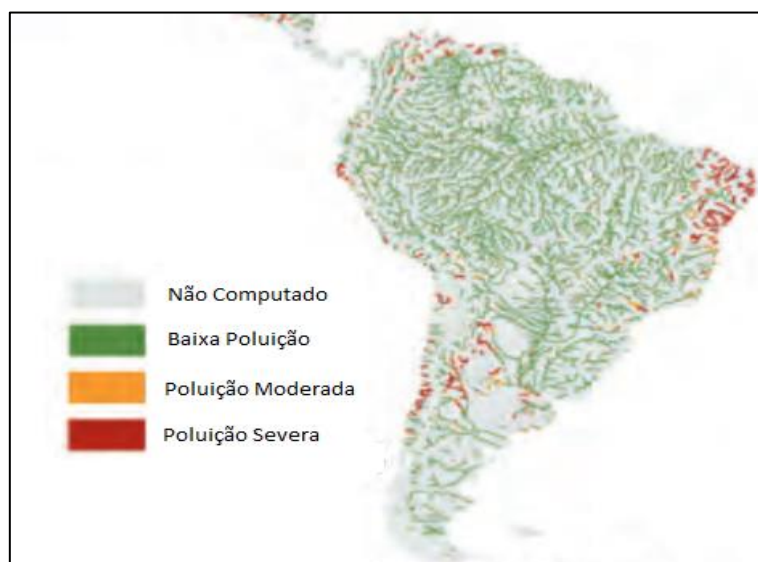 Não Computado
Baixa Poluição
Poluição Moderada
Poluição Severa